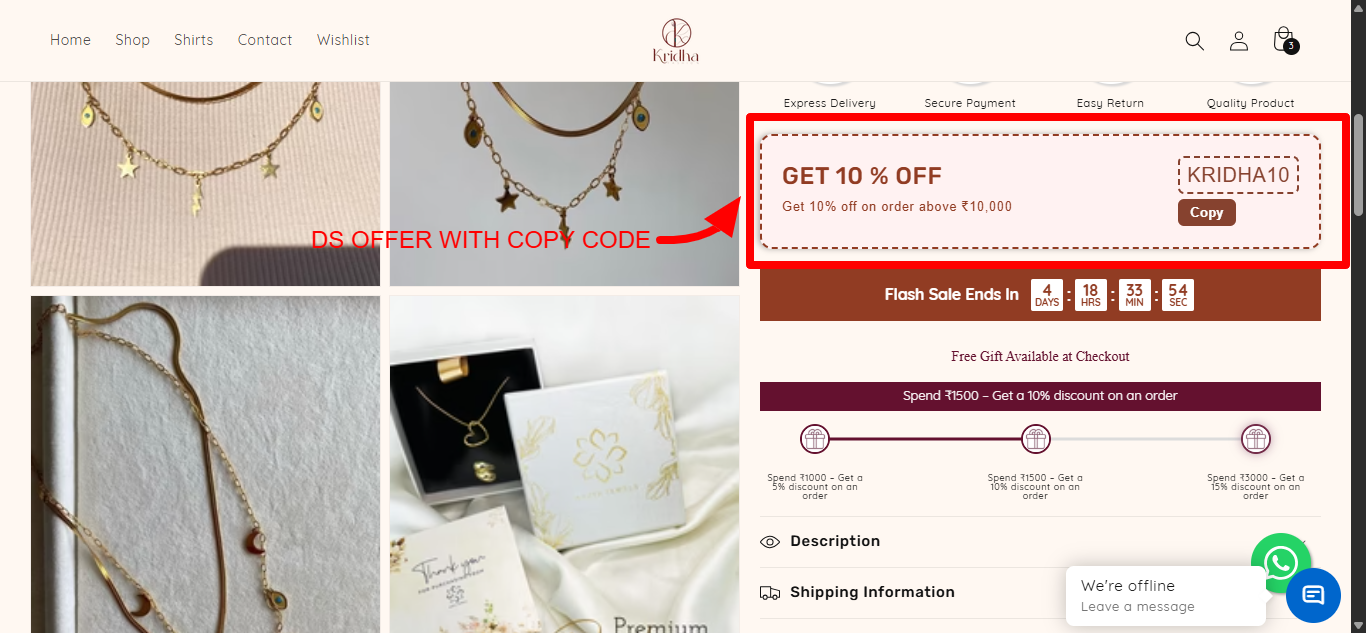 Home Shop Shirts Contact Wishlist
Kridha
3
Express Delivery Secure Payment Easy Return Quality Product
GET 10 % OFF
Get 10% off on order above ₹10,000
KRIDHA10
Copy
DS OFFER WITH COPY CODE
Flash Sale Ends In 4 : 18 : 33 : 54
DAYS HRS MIN SEC
Free Gift Available at Checkout
Spend ₹1500 – Get a 10% discount on an order
Spend ₹1000 – Get a
5% discount on an
order
Spend ₹1500 – Get a
10% discount on an
order
Spend ₹3000 – Get a
15% discount on an
order
Description
Shipping Information
We're offline
Leave a message
Thank you
FOR PURCHASING FROM
Premium